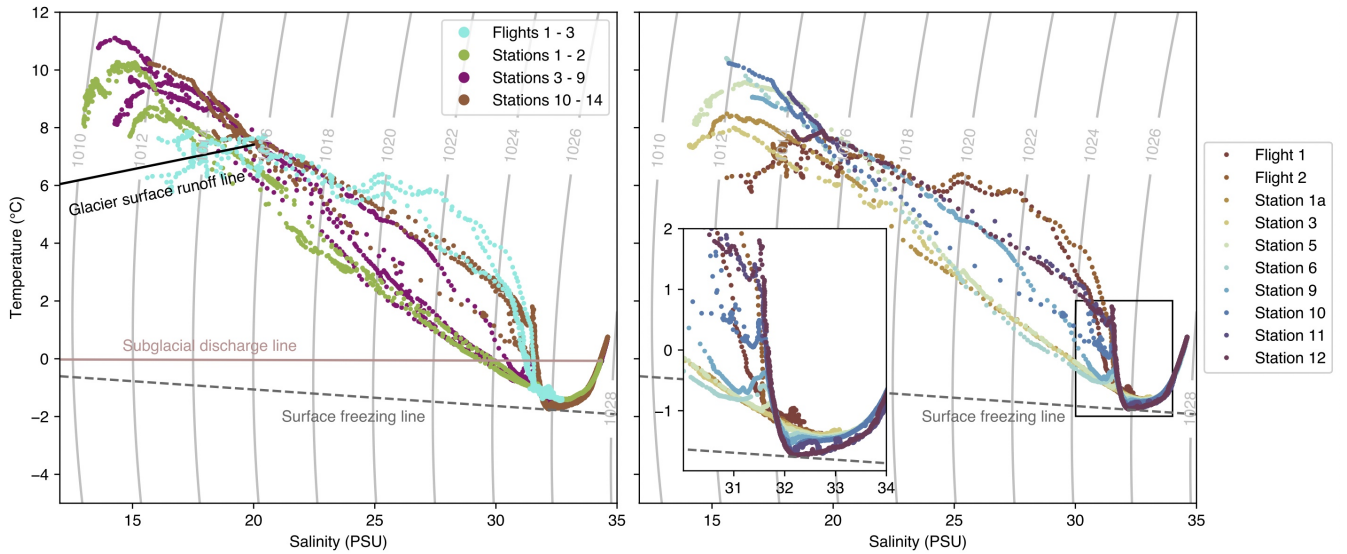 12
10
8
6
4
2
0
−2
−4
Temperature (°C)
Flights 1 - 3
Stations 1 - 2
Stations 3 - 9
Stations 10 - 14
1010
1012
1018
1020
1022
1024
1026
1028
Glacier surface runoff line
Subglacial discharge line
Surface freezing line
15
20
25
30
35
Salinity (PSU)
1010
1012
1018
1020
1022
1024
1026
1028
Surface freezing line
2
1
0
−1
31
32
33
34
15
20
25
30
35
Salinity (PSU)
Flight 1
Flight 2
Station 1a
Station 3
Station 5
Station 6
Station 9
Station 10
Station 11
Station 12